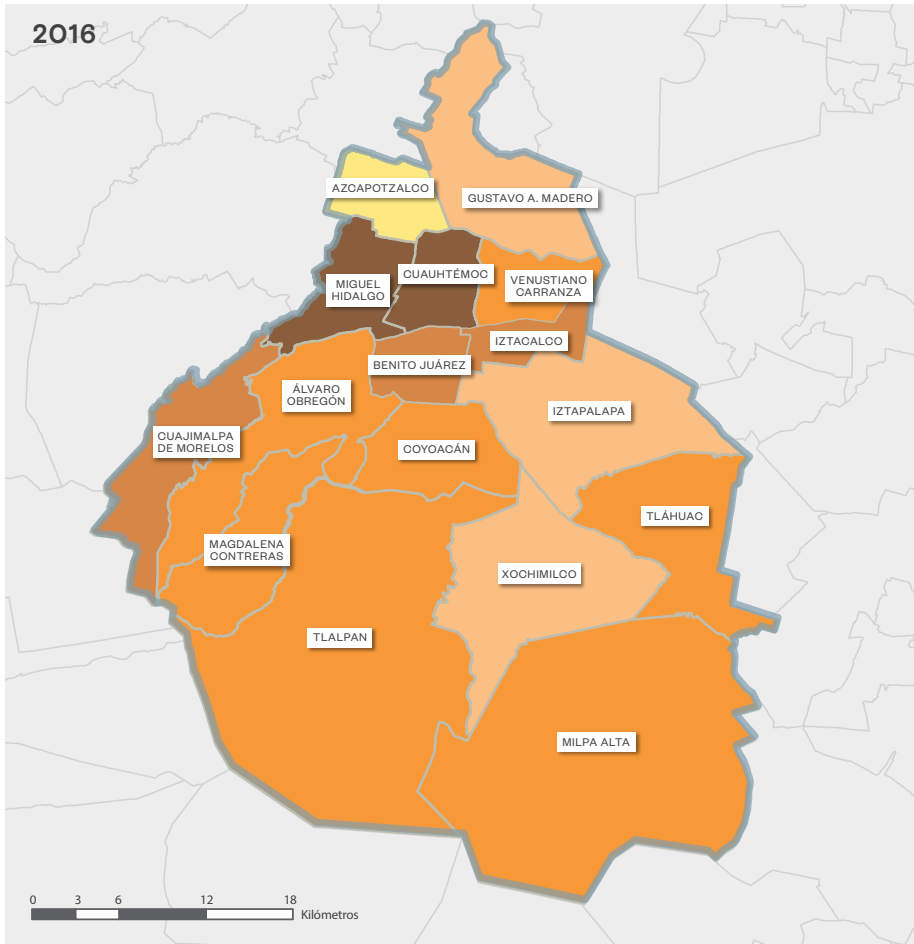 2016
AZCAPOTZALCO
GUSTAVO A. MADERO
CUAUHTÉMOC
MIGUEL
HIDALGO
VENUSTIANO
CARRANZA
IZTACALCO
BENITO JUÁREZ
ÁLVARO
OBREGÓN
IZTAPALAPA
CUAJIMALPA
DE MORELOS
COYOACÁN
TLÁHUAC
MAGDALENA
CONTRERAS
XOCHIMILCO
TLALPAN
MILPA ALTA
0 3 6 12 18
Kilómetros